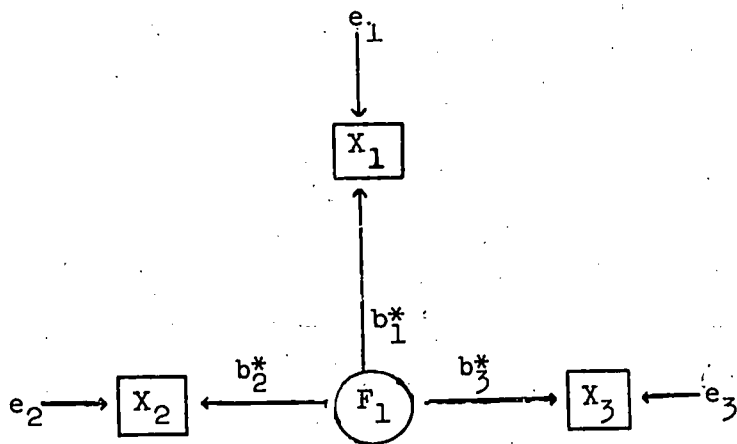 e₁
X₁
b*₁
b*₂ b*₃
e₂ X₂ F₁ X₃ e₃